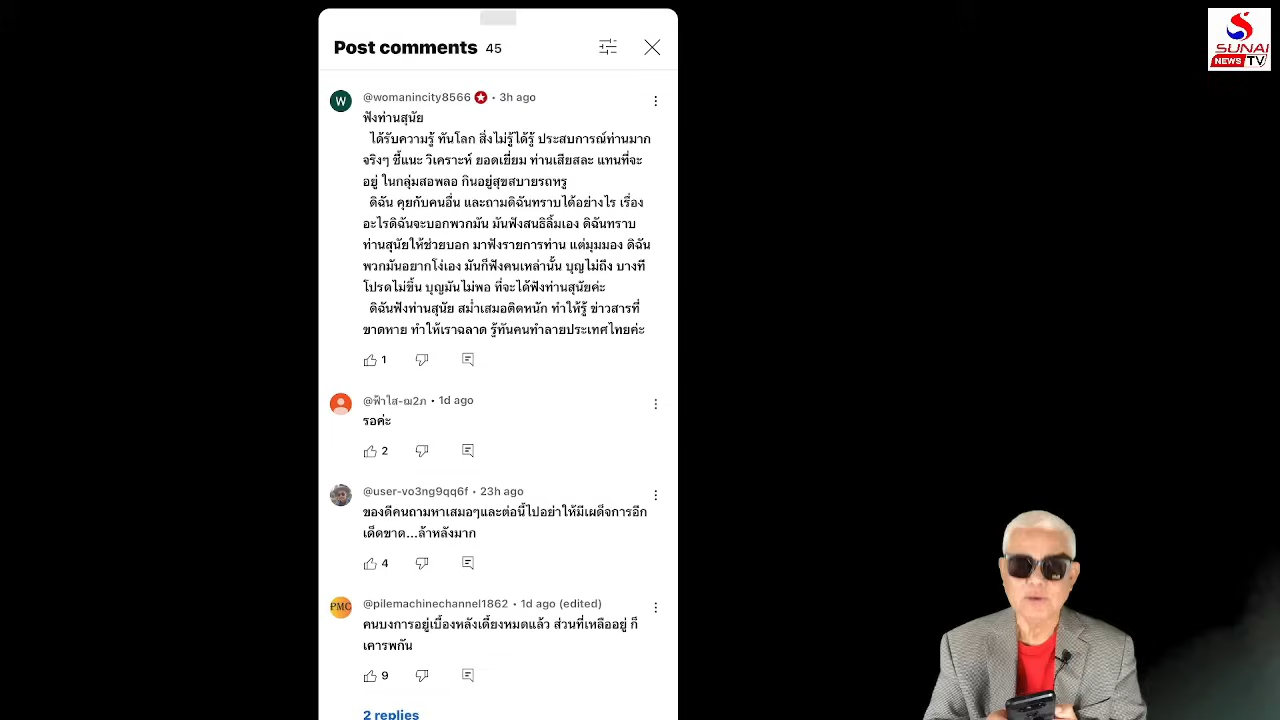 SUNAI
NEWS TV
Post comments 45
W
@womanincity8566 • 3h ago
ฟังท่านสุนัย
ได้รับความรู้ ทันโลก สิ่งไม่รู้ได้รู้ ประสบการณ์ท่านมาก
จริงๆ ชี้แนะ วิเคราะห์ ยอดเยี่ยม ท่านเสียสละ แทนที่จะ
อยู่ ในกลุ่มสอพลอ กินอยู่สุขสบายรถหรู
ดิฉัน คุยกับคนอื่น และถามดิฉันทราบได้อย่างไร เรื่อง
อะไรดิฉันจะบอกพวกมัน มันฟังสนธิลิ้มเอง ดิฉันทราบ
ท่านสุนัยให้ช่วยบอก มาฟังรายการท่าน แต่มุมมอง ดิฉัน
พวกมันอยากโง่เอง มันก็ฟังคนเหล่านั้น บุญไม่ถึง บางที
โปรดไม่ขึ้น บุญมันไม่พอ ที่จะได้ฟังท่านสุนัยค่ะ
ดิฉันฟังท่านสุนัย สม่ำเสมอติดหนัก ทำให้รู้ ข่าวสารที่
ขาดหาย ทำให้เราฉลาด รู้ทันคนทำลายประเทศไทยค่ะ
1
@ฟ้าใส-ฌ2ภ • 1d ago
รอค่ะ
2
@user-vo3ng9qq6f • 23h ago
ของดีคนถามหาเสมอๆและต่อนี้ไปอย่าให้มีเผด็จการอีก
เด็ดขาด...ล้าหลังมาก
4
PMC
@pilemachinechannel1862 • 1d ago (edited)
คนบงการอยู่เบื้องหลังเดี้ยงหมดแล้ว ส่วนที่เหลืออยู่ ก็
เคารพกัน
9
2 replies